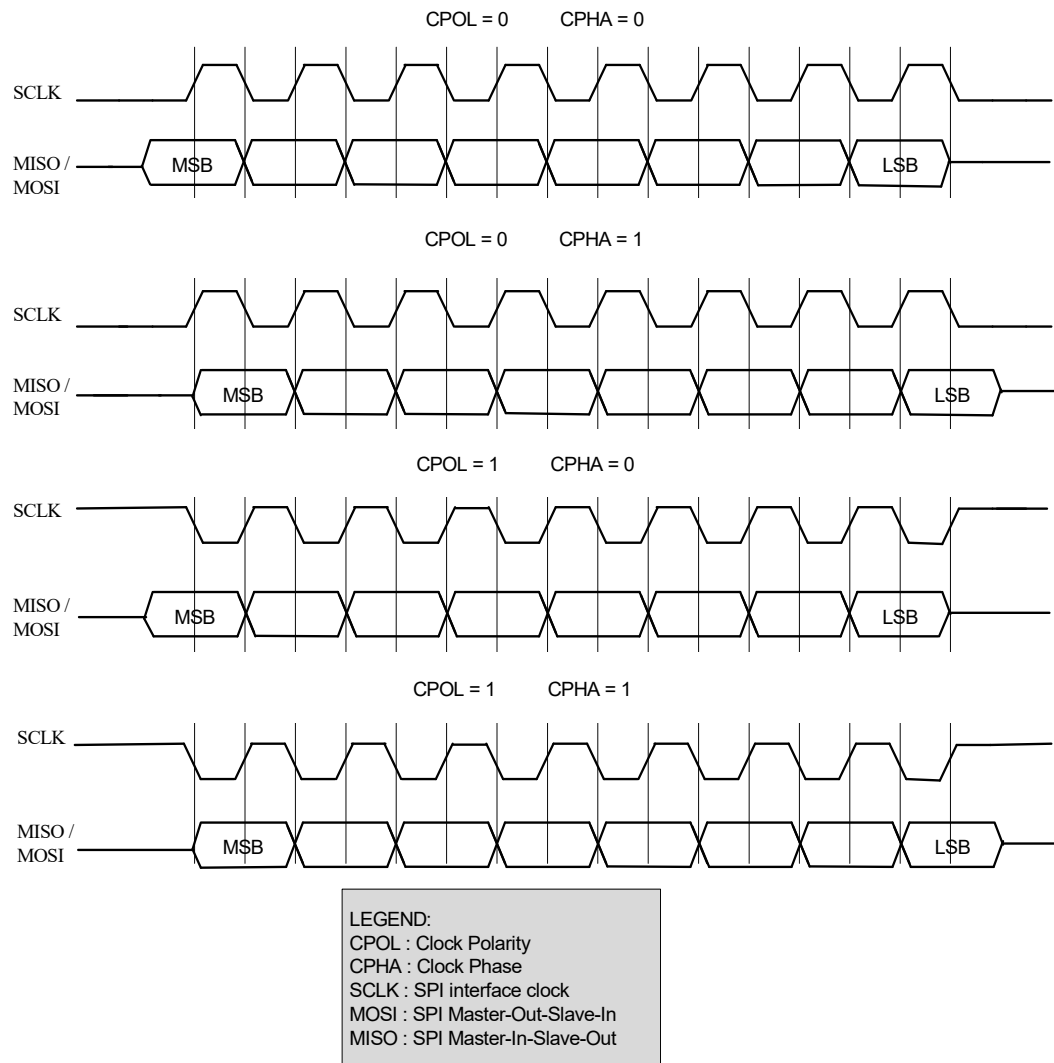 CPOL = 0 CPHA = 0
SCLK
MISO /
MOSI
MSB LSB
CPOL = 0 CPHA = 1
SCLK
MISO /
MOSI
MSB LSB
CPOL = 1 CPHA = 0
SCLK
MISO /
MOSI
MSB LSB
CPOL = 1 CPHA = 1
SCLK
MISO /
MOSI
MSB LSB
LEGEND:
CPOL : Clock Polarity
CPHA : Clock Phase
SCLK : SPI interface clock
MOSI : SPI Master-Out-Slave-In
MISO : SPI Master-In-Slave-Out